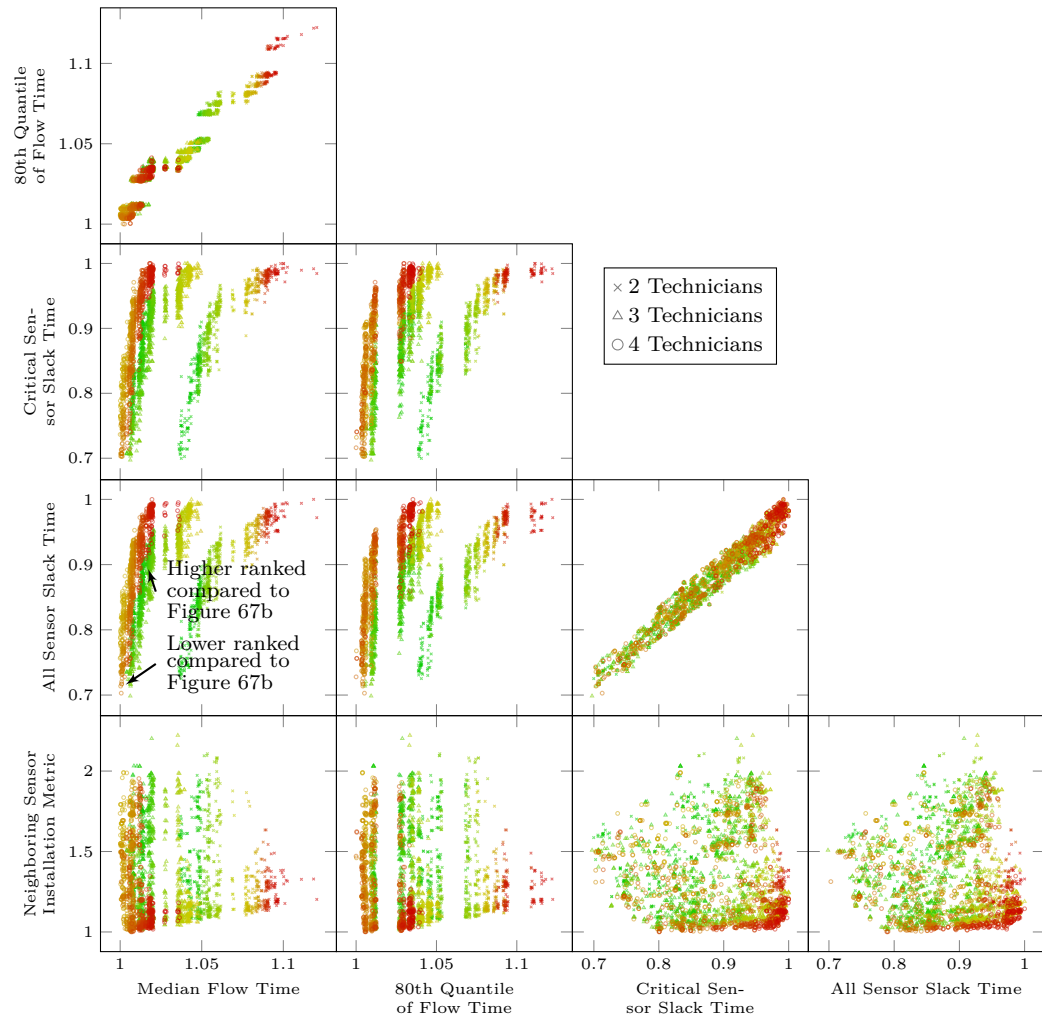 80th Quantile
of Flow Time
1.1
1.05
1
Critical Sen-
sor Slack Time
1
0.9
0.8
0.7
× 2 Technicians
△ 3 Technicians
○ 4 Technicians
All Sensor Slack Time
1
0.9
0.8
0.7
Higher ranked
compared to
Figure 67b
Lower ranked
compared to
Figure 67b
Neighboring Sensor
Installation Metric
2
1.5
1
1 1.05 1.1
1 1.05 1.1
0.7 0.8 0.9 1
0.7 0.8 0.9 1
Median Flow Time
80th Quantile
of Flow Time
Critical Sen-
sor Slack Time
All Sensor Slack Time